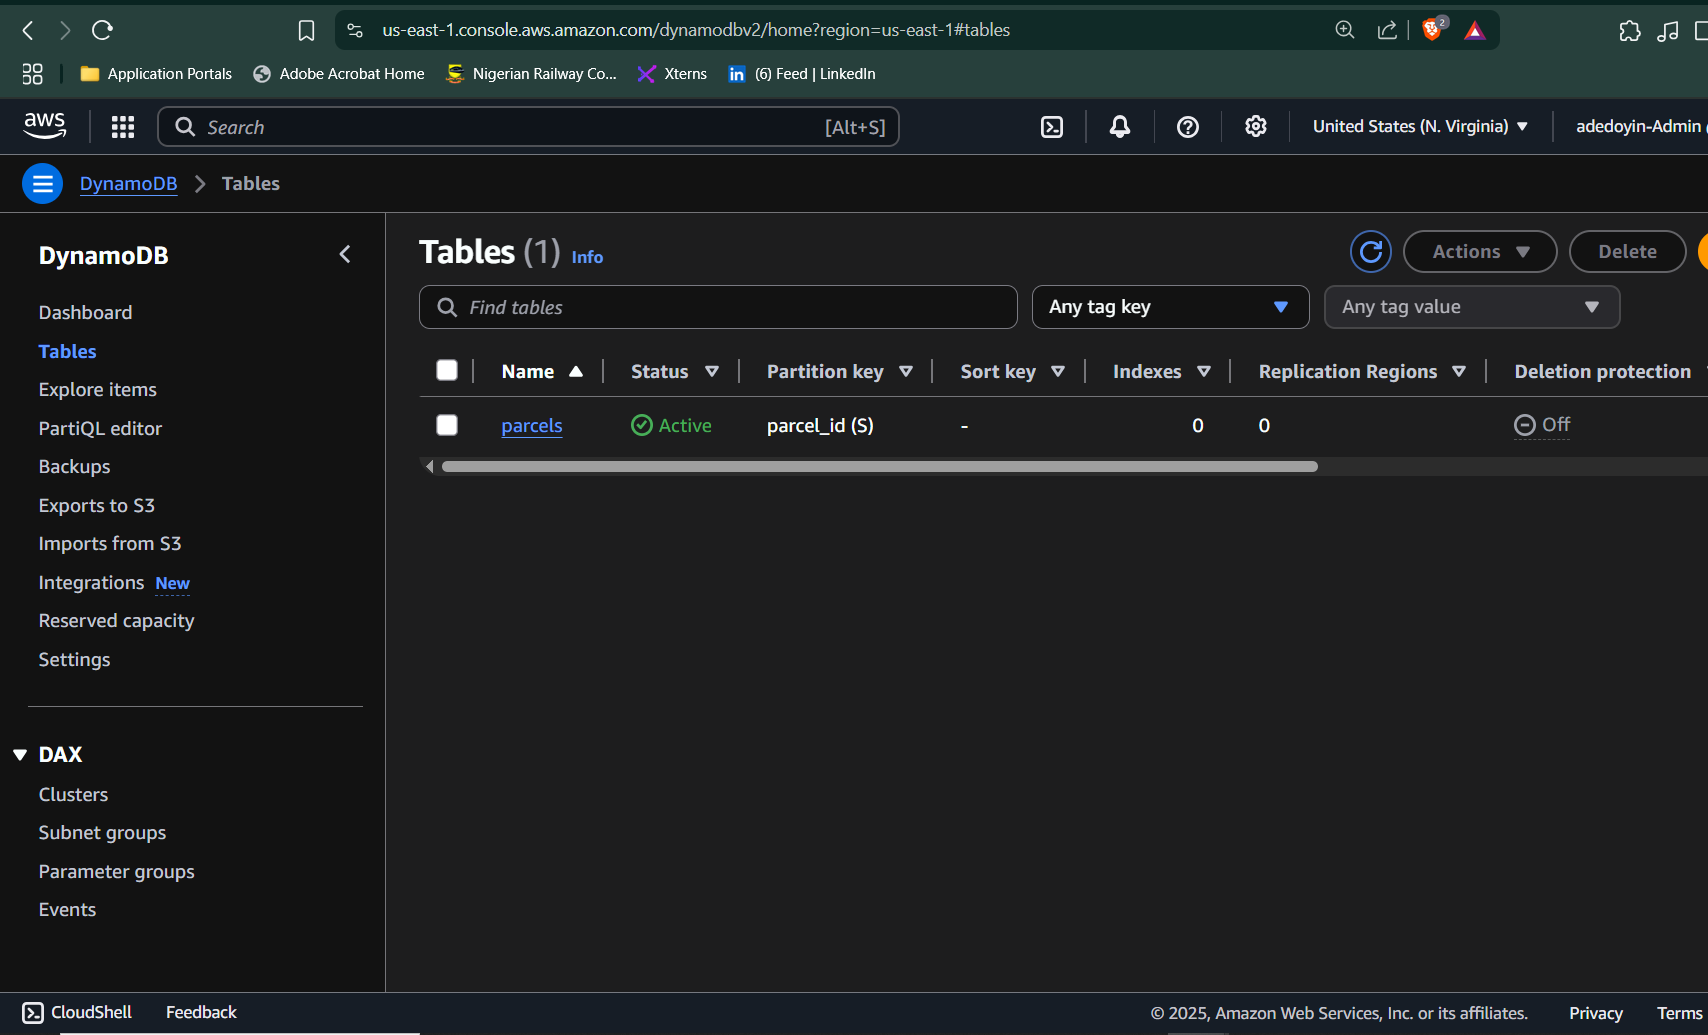 us-east-1.console.aws.amazon.com/dynamodbv2/home?region=us-east-1#tables
2
Application Portals
Adobe Acrobat Home
Nigerian Railway Co...
Xterns
in (6) Feed | LinkedIn
aws
Search
[Alt+S]
United States (N. Virginia)
adedoyin-Admin
DynamoDB
Tables
DynamoDB
Dashboard
Tables
Explore items
PartiQL editor
Backups
Exports to S3
Imports from S3
Integrations New
Reserved capacity
Settings
DAX
Clusters
Subnet groups
Parameter groups
Events
Tables (1) Info
Actions
Delete
Find tables
Any tag key
Any tag value
Name Status Partition key Sort key Indexes Replication Regions Deletion protection
parcels Active parcel_id (S) - 0 0 Off
CloudShell
Feedback
© 2025, Amazon Web Services, Inc. or its affiliates.
Privacy
Terms